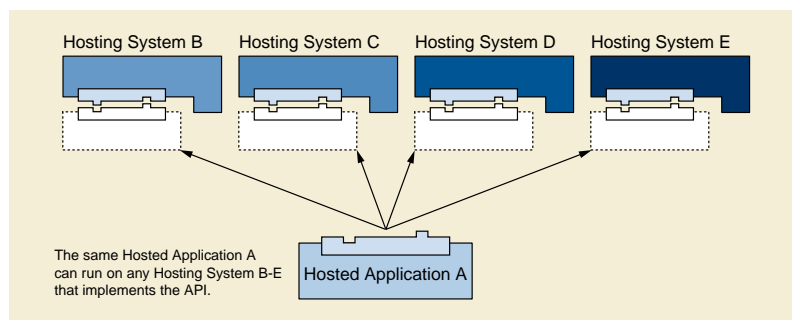 Hosting System B
Hosting System C
Hosting System D
Hosting System E
The same Hosted Application A
can run on any Hosting System B-E
that implements the API.
Hosted Application A